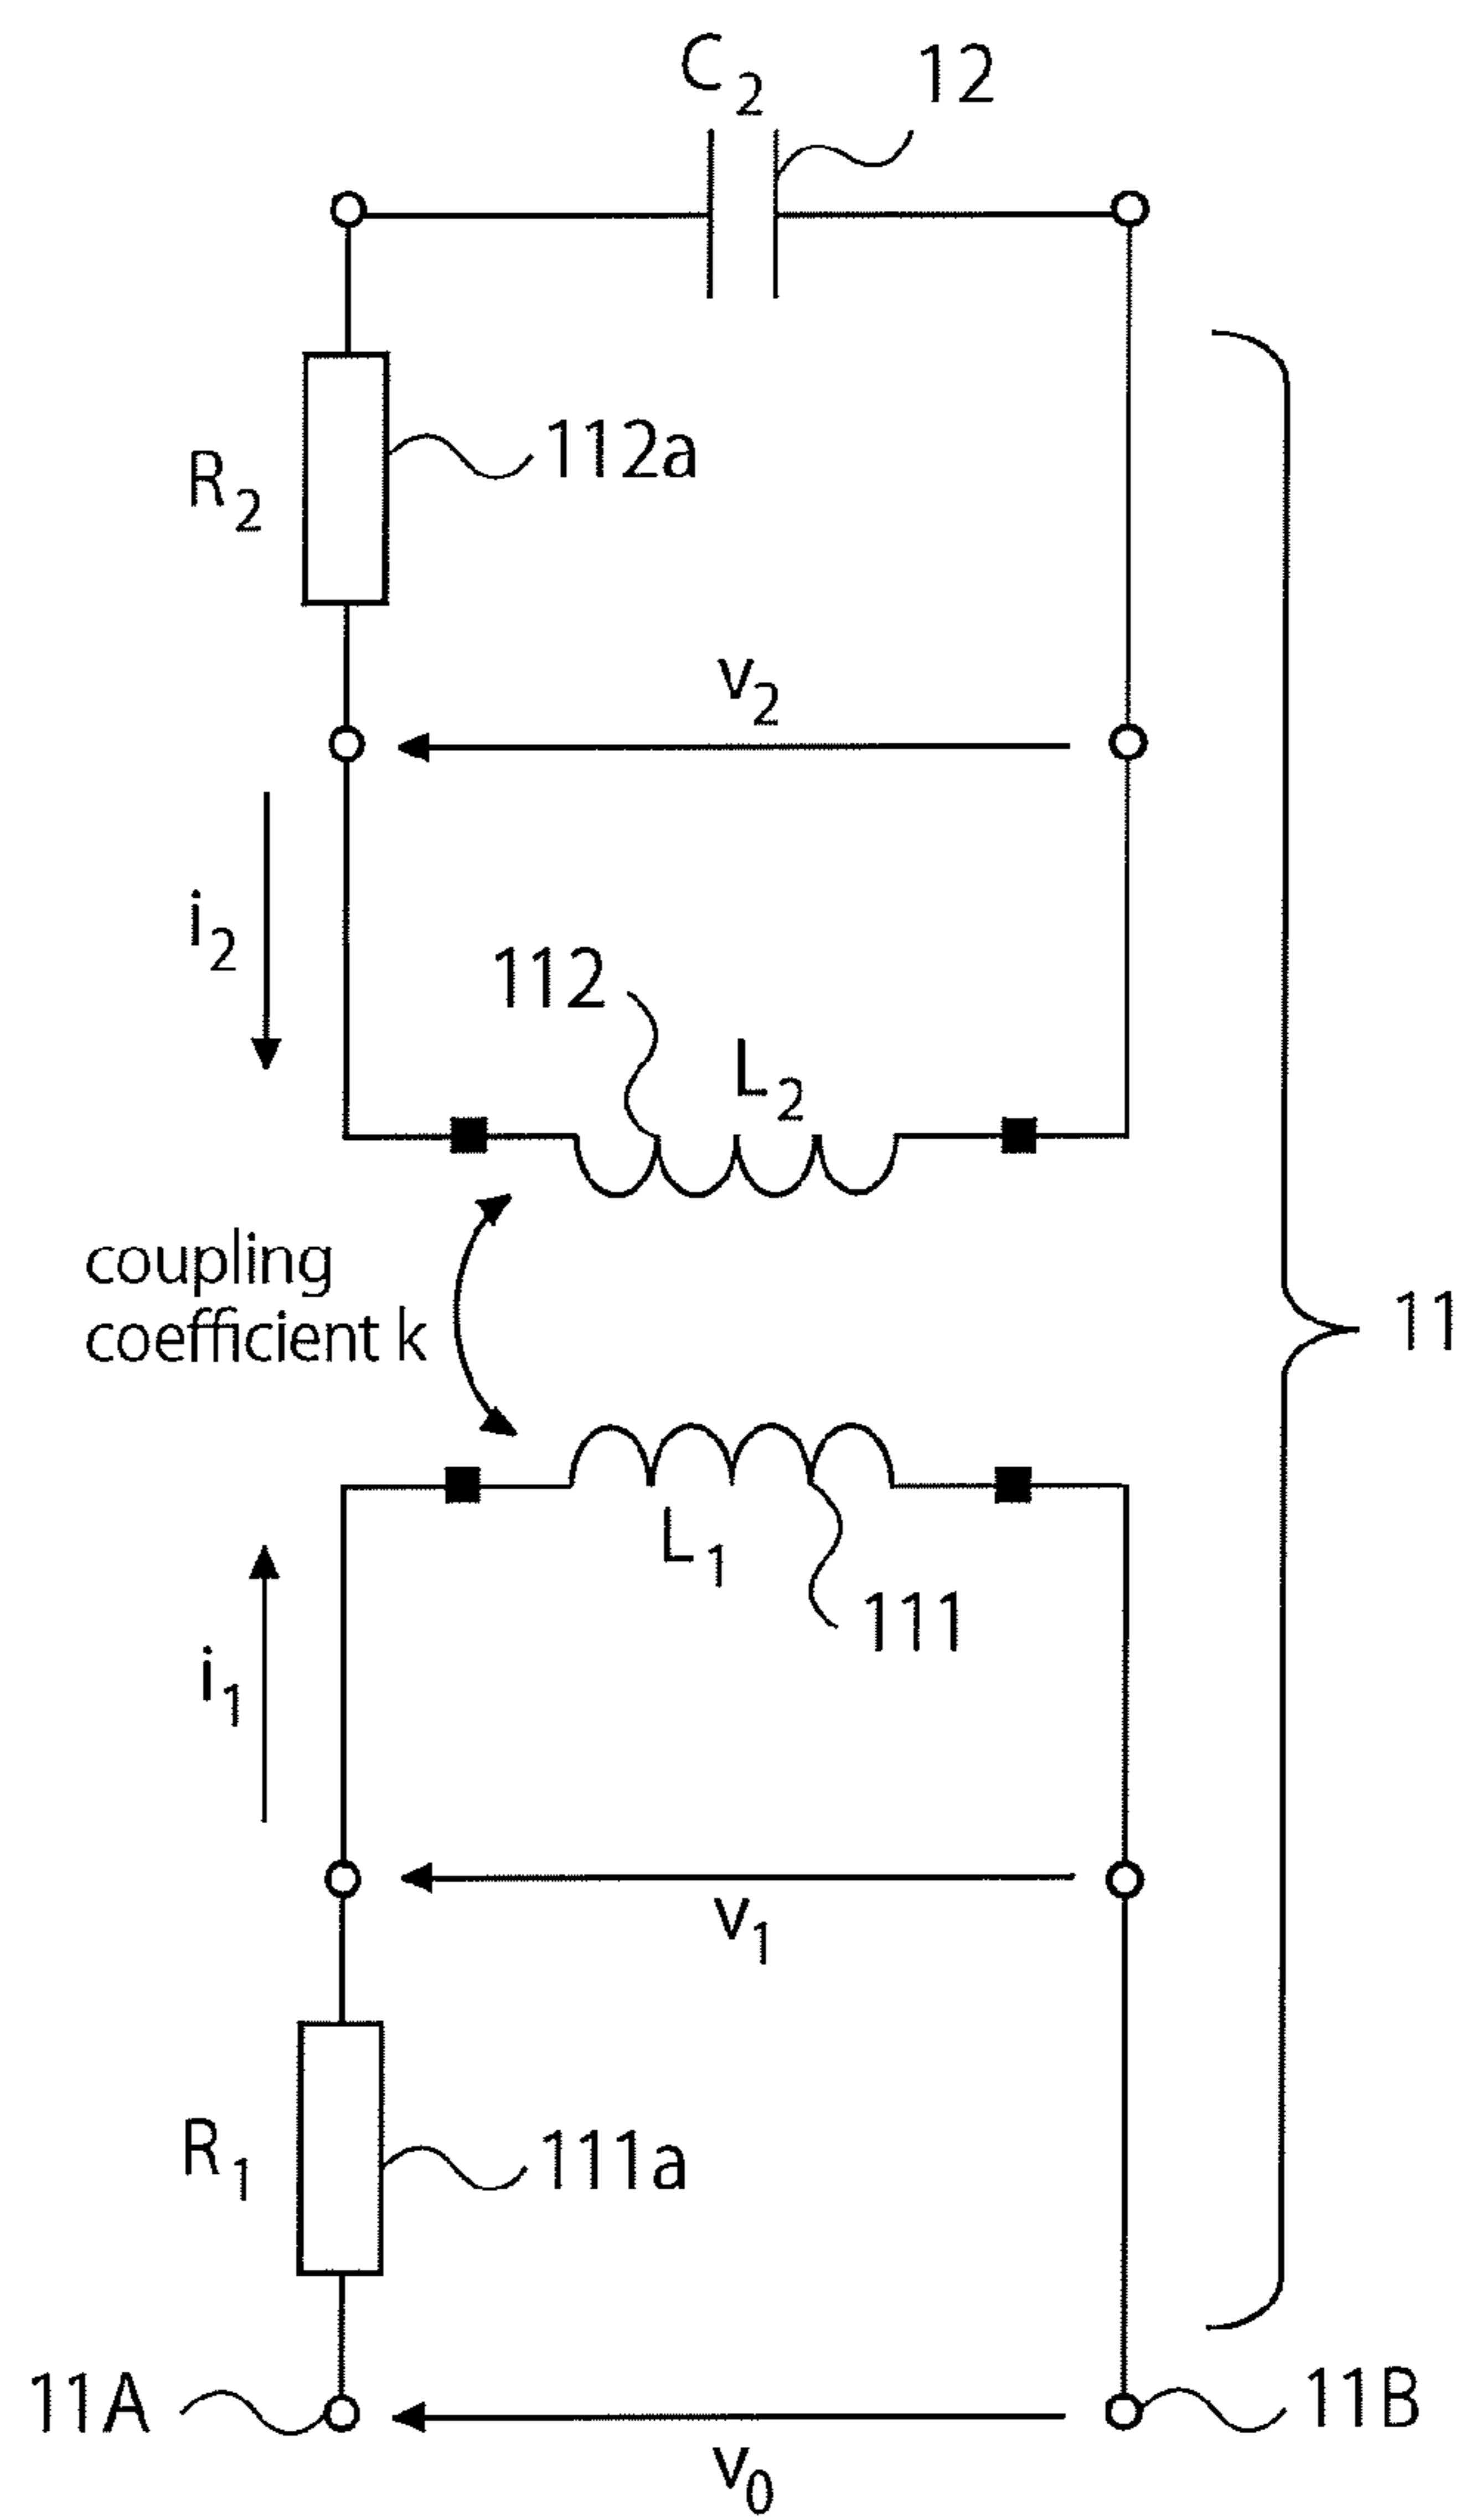 C2
12
R2
112a
v2
i2
112
L2
coupling
coefficient k
11
L1
111
i1
v1
R1
111a
11A
11B
v0